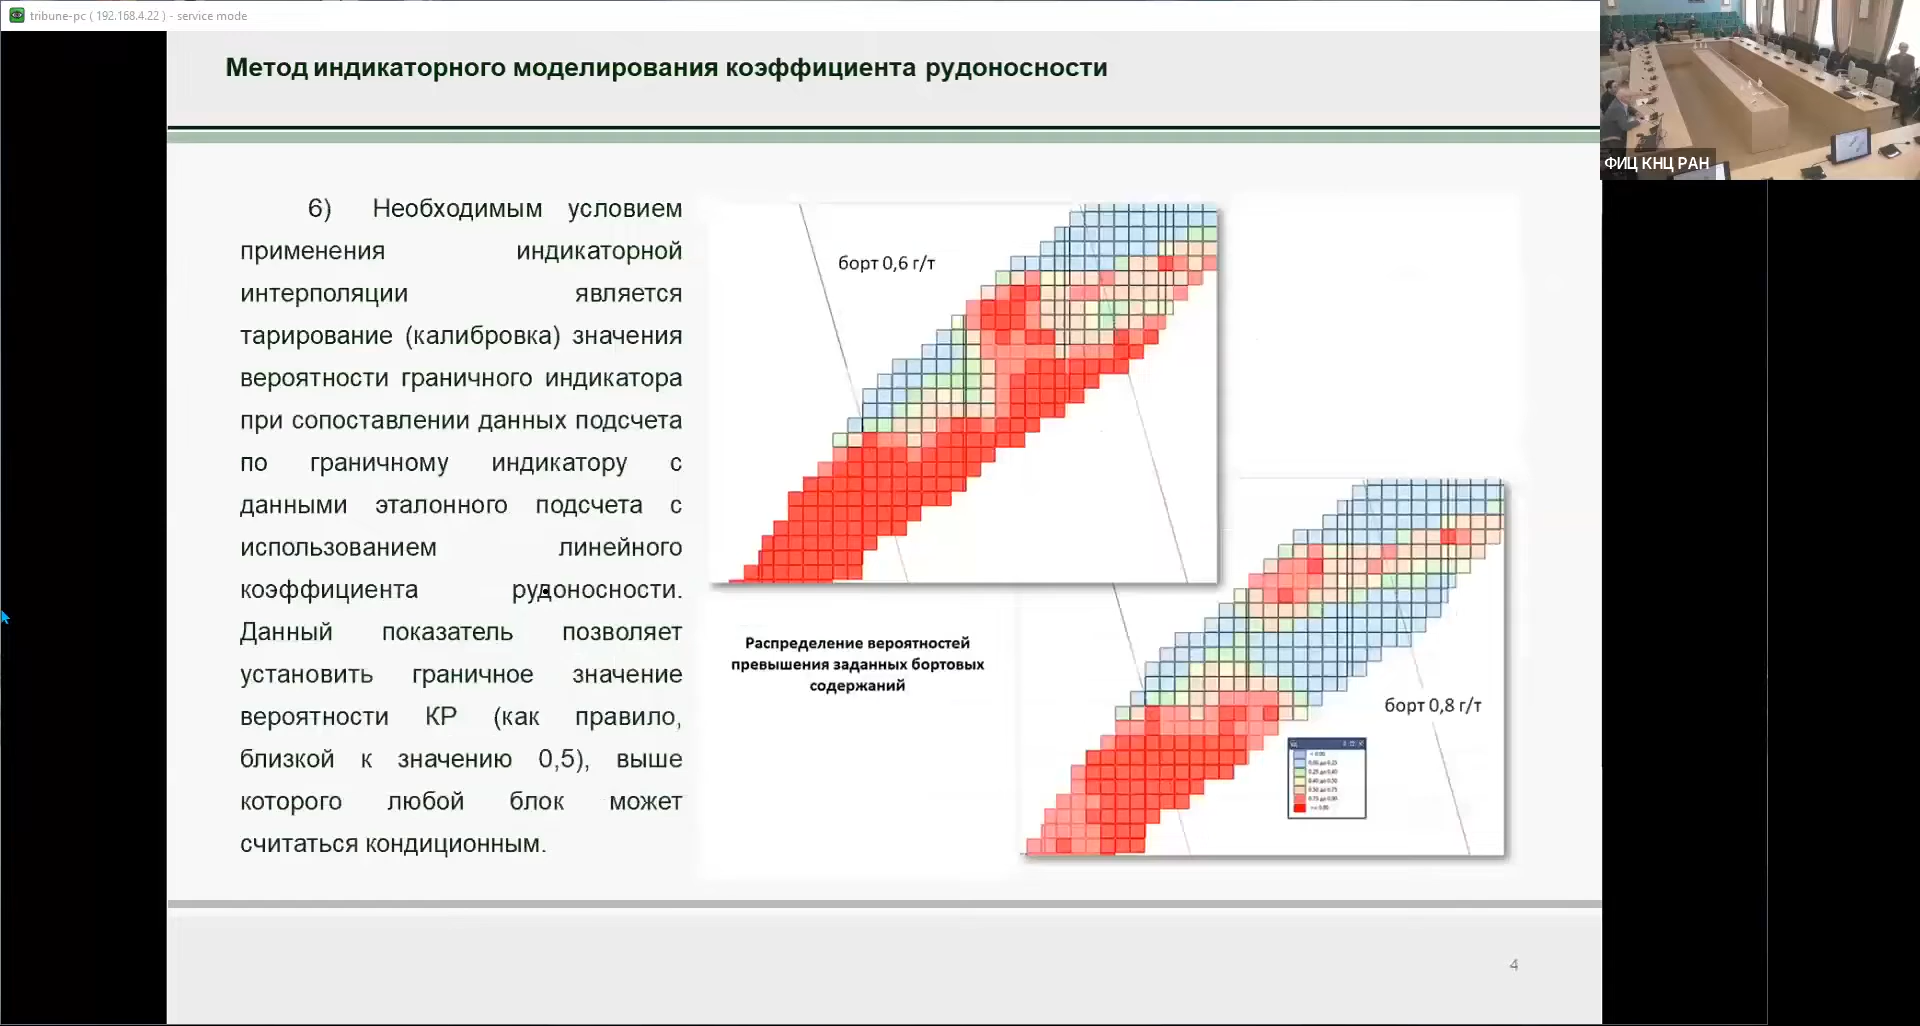 tribune-pc ( 192.168.4.22 ) - service mode
ФИЦ КНЦ РАН
Метод индикаторного моделирования коэффициента рудоносности
6) Необходимым условием
применения индикаторной
интерполяции является
тарирование (калибровка) значения
вероятности граничного индикатора
при сопоставлении данных подсчета
по граничному индикатору с
данными эталонного подсчета с
использованием линейного
коэффициента рудоносности.
Данный показатель позволяет
установить граничное значение
вероятности КР (как правило,
близкой к значению 0,5), выше
которого любой блок может
считаться кондиционным.
борт 0,6 г/т
Распределение вероятностей
превышения заданных бортовых
содержаний
борт 0,8 г/т
4